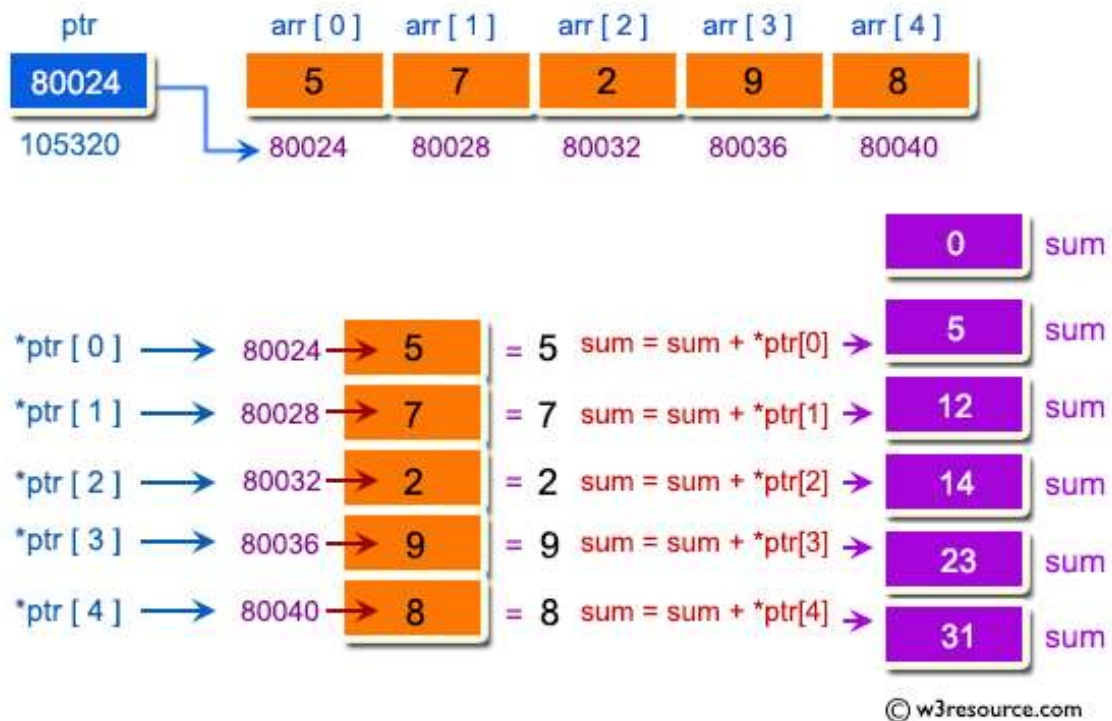 ptr arr [ 0 ] arr [ 1 ] arr [ 2 ] arr [ 3 ] arr [ 4 ]
80024 5 7 2 9 8
105320 80024 80028 80032 80036 80040
0 sum
*ptr [ 0 ] 80024 5 = 5 sum = sum + *ptr[0] 5 sum
*ptr [ 1 ] 80028 7 = 7 sum = sum + *ptr[1] 12 sum
*ptr [ 2 ] 80032 2 = 2 sum = sum + *ptr[2] 14 sum
*ptr [ 3 ] 80036 9 = 9 sum = sum + *ptr[3] 23 sum
*ptr [ 4 ] 80040 8 = 8 sum = sum + *ptr[4] 31 sum
© w3resource.com